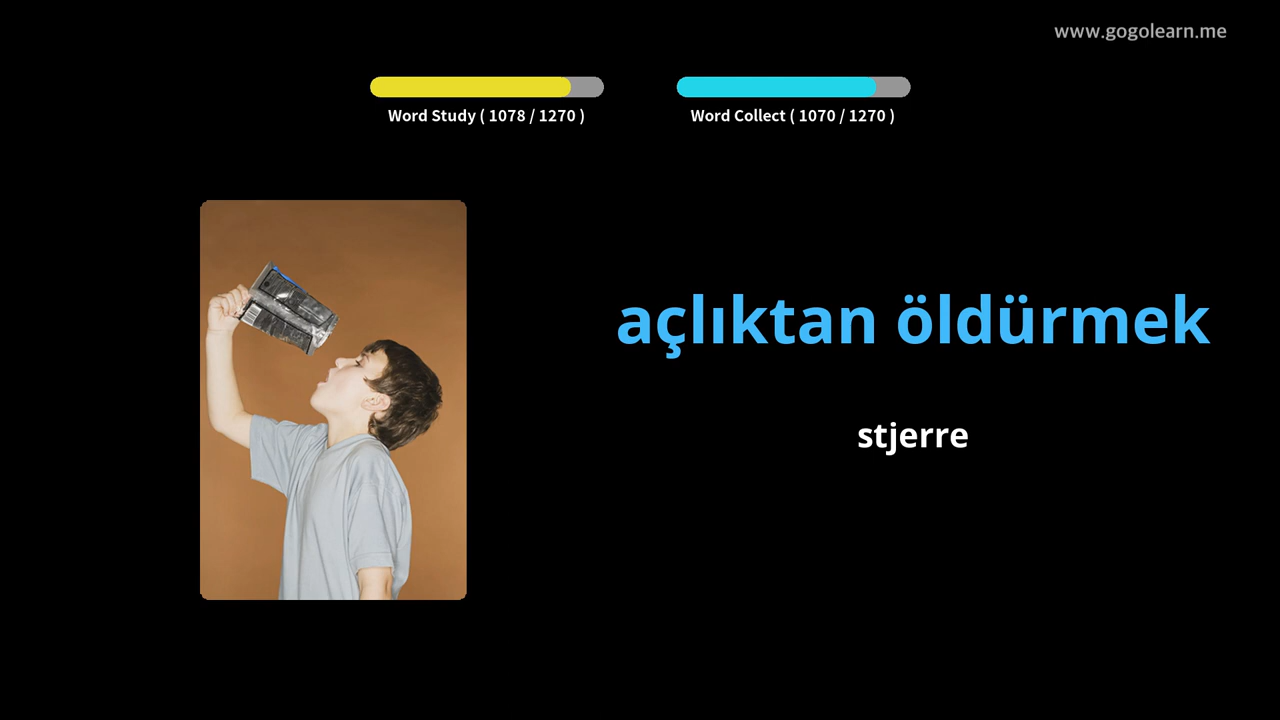 www.gogolearn.me
Word Study ( 1078 / 1270 )
Word Collect ( 1070 / 1270 )
açlıktan öldürmek
stjerre